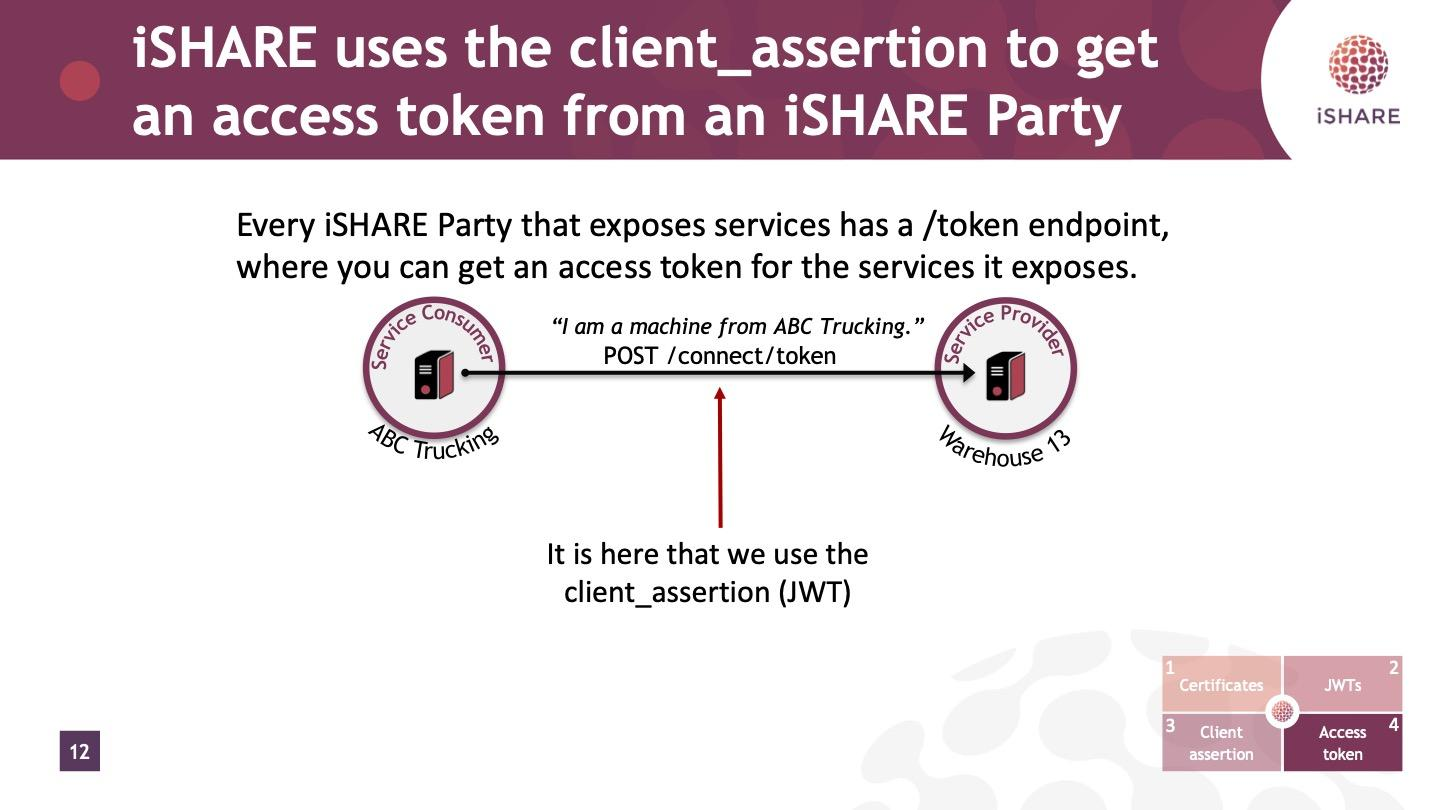 iSHARE uses the client_assertion to get
an access token from an iSHARE Party
iSHARE
Every iSHARE Party that exposes services has a /token endpoint,
where you can get an access token for the services it exposes.
Service Consumer
“I am a machine from ABC Trucking.”
POST /connect/token
Service Provider
ABC Trucking
Warehouse 13
It is here that we use the
client_assertion (JWT)
1
Certificates
2
JWTs
3
Client
assertion
4
Access
token
12